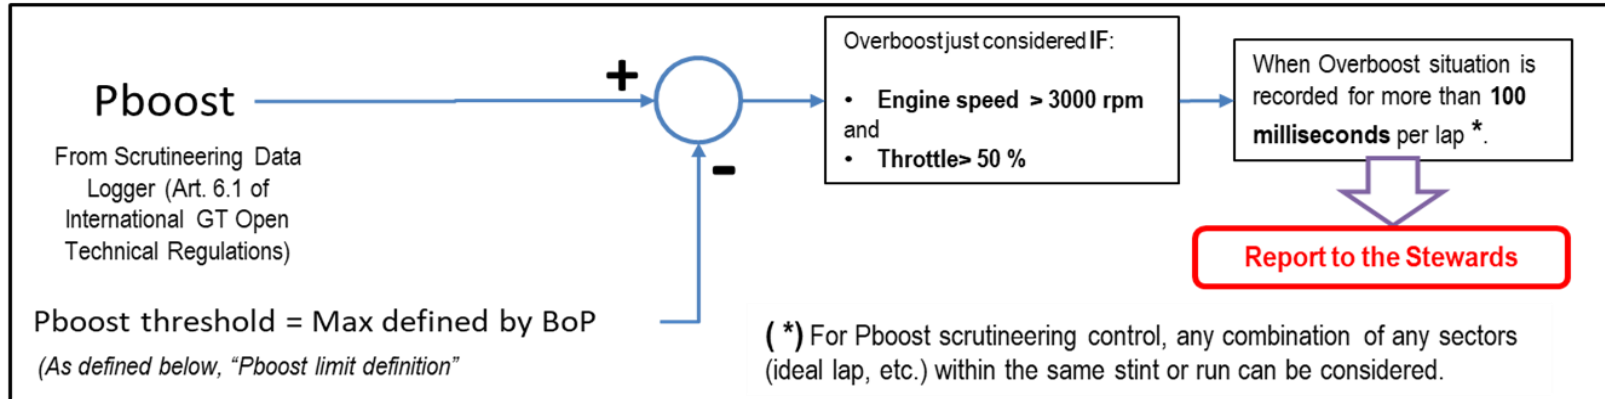 Pboost
From Scrutineering Data
Logger (Art. 6.1 of
International GT Open
Technical Regulations)
+
-
Overboost just considered IF:
• Engine speed > 3000 rpm
and
• Throttle> 50 %
When Overboost situation is
recorded for more than 100
milliseconds per lap *.
Report to the Stewards
Pboost threshold = Max defined by BoP
(As defined below, “Pboost limit definition”
(*) For Pboost scrutineering control, any combination of any sectors
(ideal lap, etc.) within the same stint or run can be considered.